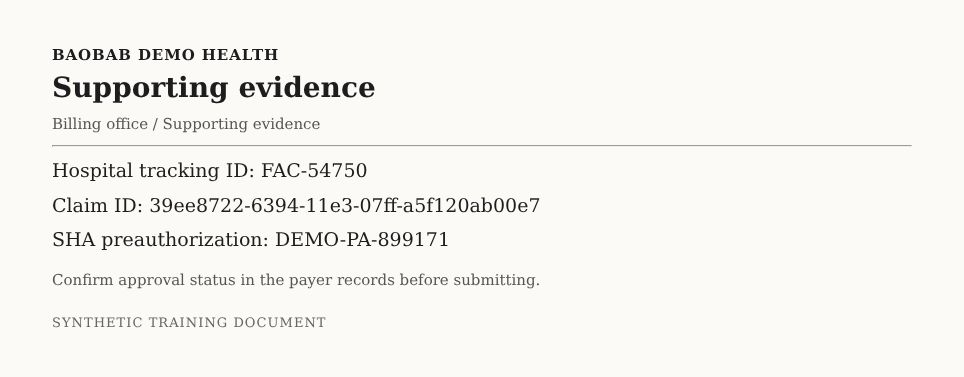 BAOBAB DEMO HEALTH
Supporting evidence
Billing office / Supporting evidence
Hospital tracking ID: FAC-54750
Claim ID: 39ee8722-6394-11e3-07ff-a5f120ab00e7
SHA preauthorization: DEMO-PA-899171
Confirm approval status in the payer records before submitting.
SYNTHETIC TRAINING DOCUMENT